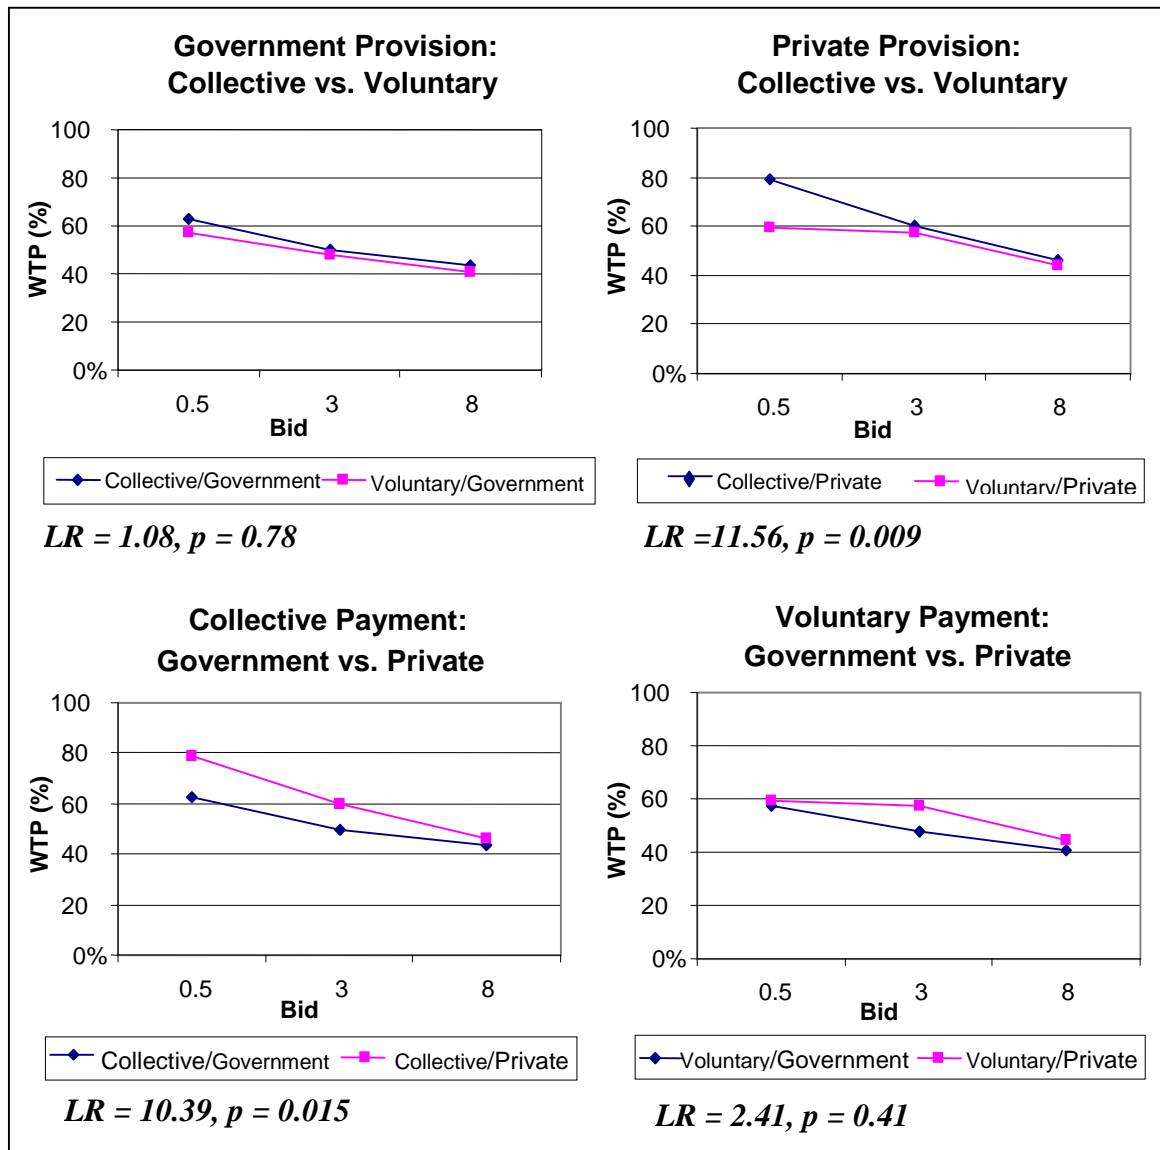 Government Provision:
Collective vs. Voluntary
100
80
60
40
20
0%
WTP (%)
0.5 3 8
Bid
Collective/Government Voluntary/Government
LR = 1.08, p = 0.78
Private Provision:
Collective vs. Voluntary
100
80
60
40
20
0%
WTP (%)
0.5 3 8
Bid
Collective/Private Voluntary/Private
LR =11.56, p = 0.009
Collective Payment:
Government vs. Private
100
80
60
40
20
0%
WTP (%)
0.5 3 8
Bid
Collective/Government Collective/Private
LR = 10.39, p = 0.015
Voluntary Payment:
Government vs. Private
100
80
60
40
20
0%
WTP (%)
0.5 3 8
Bid
Voluntary/Government Voluntary/Private
LR = 2.41, p = 0.41